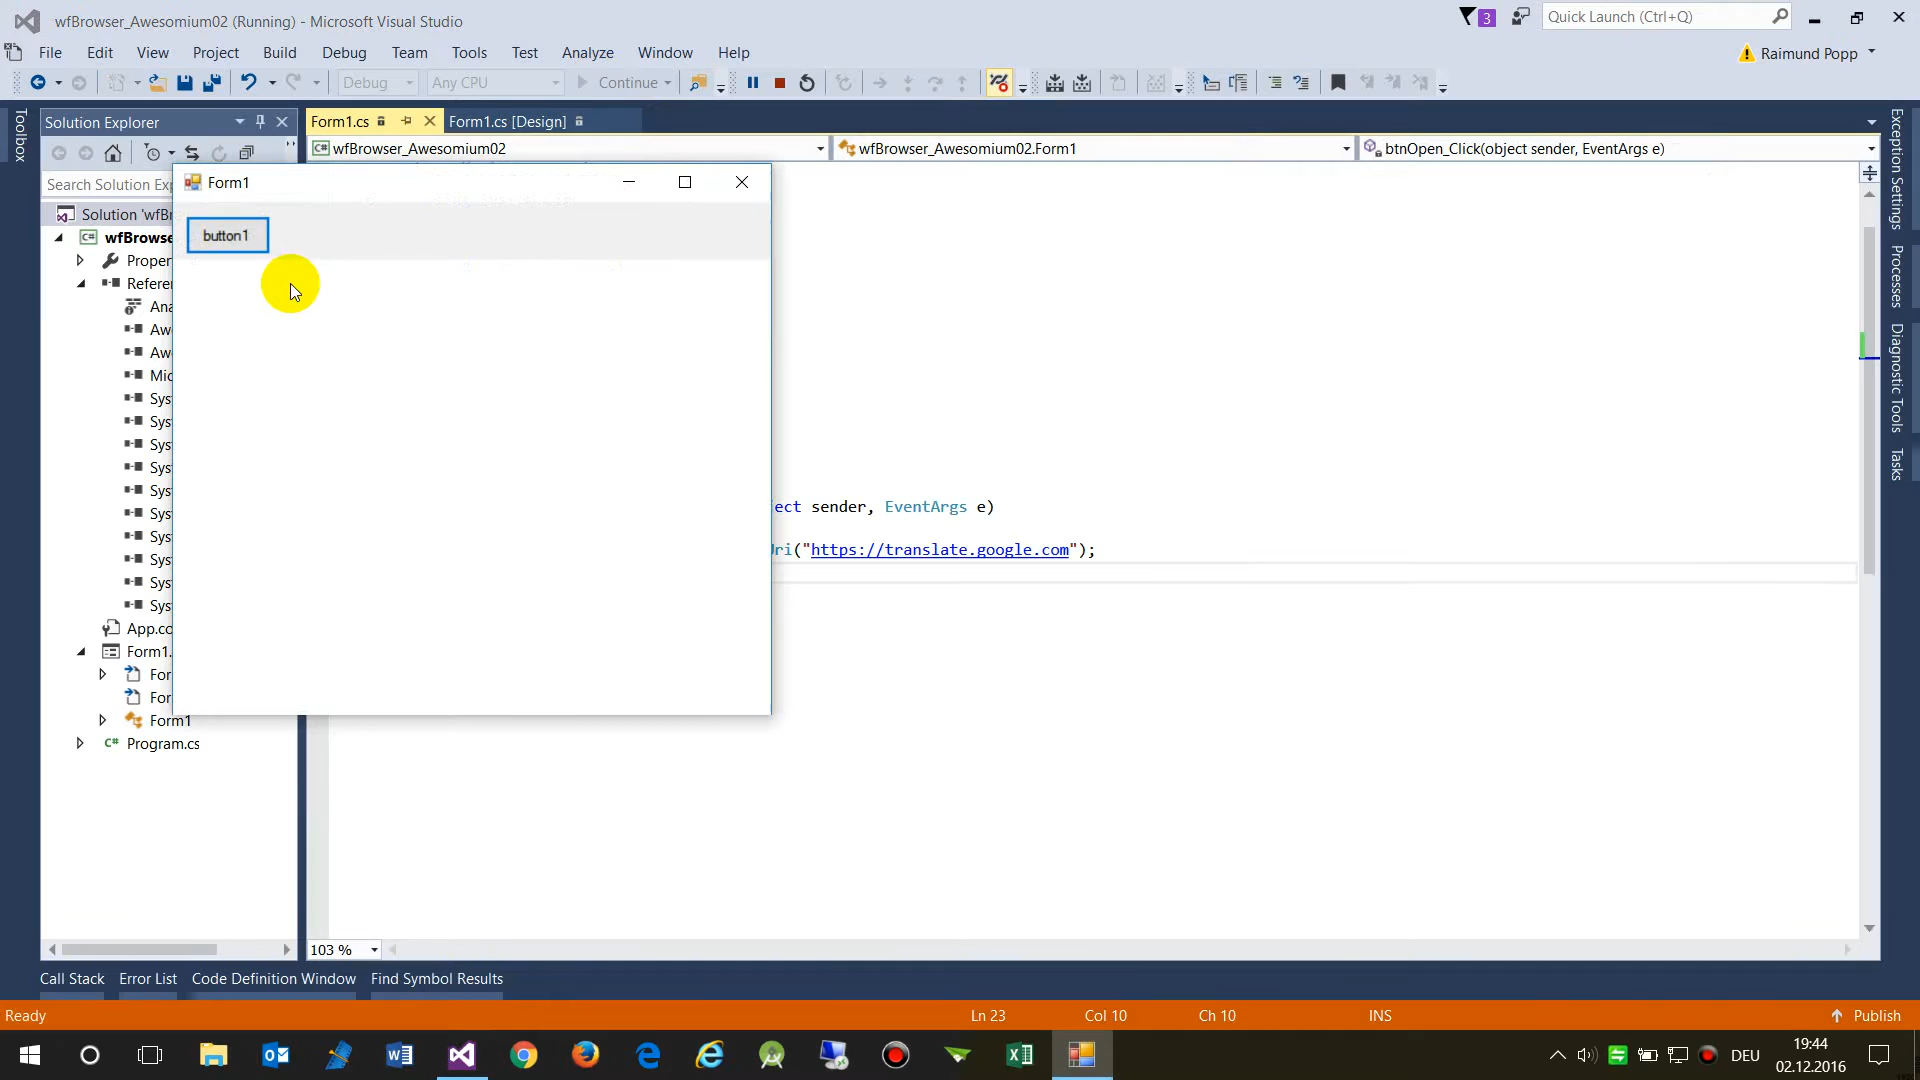 wfBrowser_Awesomium02 (Running) - Microsoft Visual Studio
3
Quick Launch (Ctrl+Q)
File Edit View Project Build Debug Team Tools Test Analyze Window Help
Raimund Popp
Debug Any CPU Continue
Toolbox
Solution Explorer
Form1.cs Form1.cs [Design]
wfBrowser_Awesomium02 wfBrowser_Awesomium02.Form1 btnOpen_Click(object sender, EventArgs e)
Search Solution Exp
Form1
button1
Solution 'wfBr
wfBrowse
Proper
Refere
Ana
Aw
Aw
Mic
Sys
Sys
Sys
Sys
Sys
Sys
Sys
Sys
Sys
Sys
App.co
Form1.
For
For
Form1
Program.cs
ect sender, EventArgs e)
Uri("https://translate.google.com");
Exception Settings
Processes
Diagnostic Tools
Tasks
103 %
Call Stack Error List Code Definition Window Find Symbol Results
Ready Ln 23 Col 10 Ch 10 INS Publish
DEU
19:44
02.12.2016